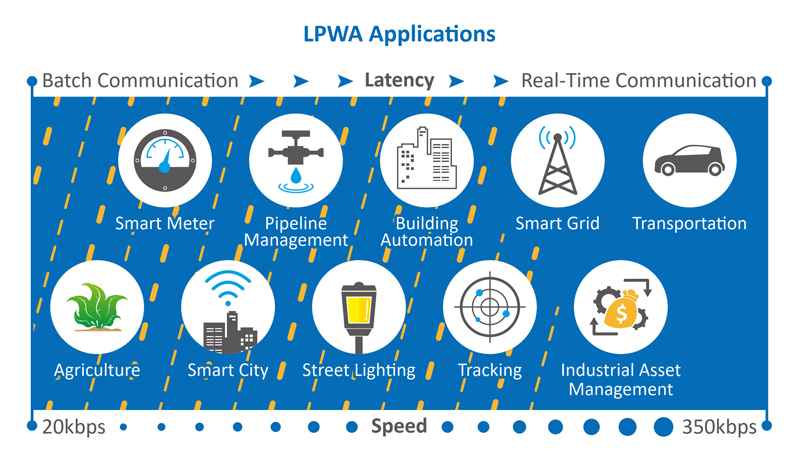 LPWA Applications
Batch Communication Latency Real-Time Communication
Smart Meter
Pipeline
Management
Building
Automation
Smart Grid
Transportation
Agriculture
Smart City
Street Lighting
Tracking
$
Industrial Asset
Management
20kbps Speed 350kbps